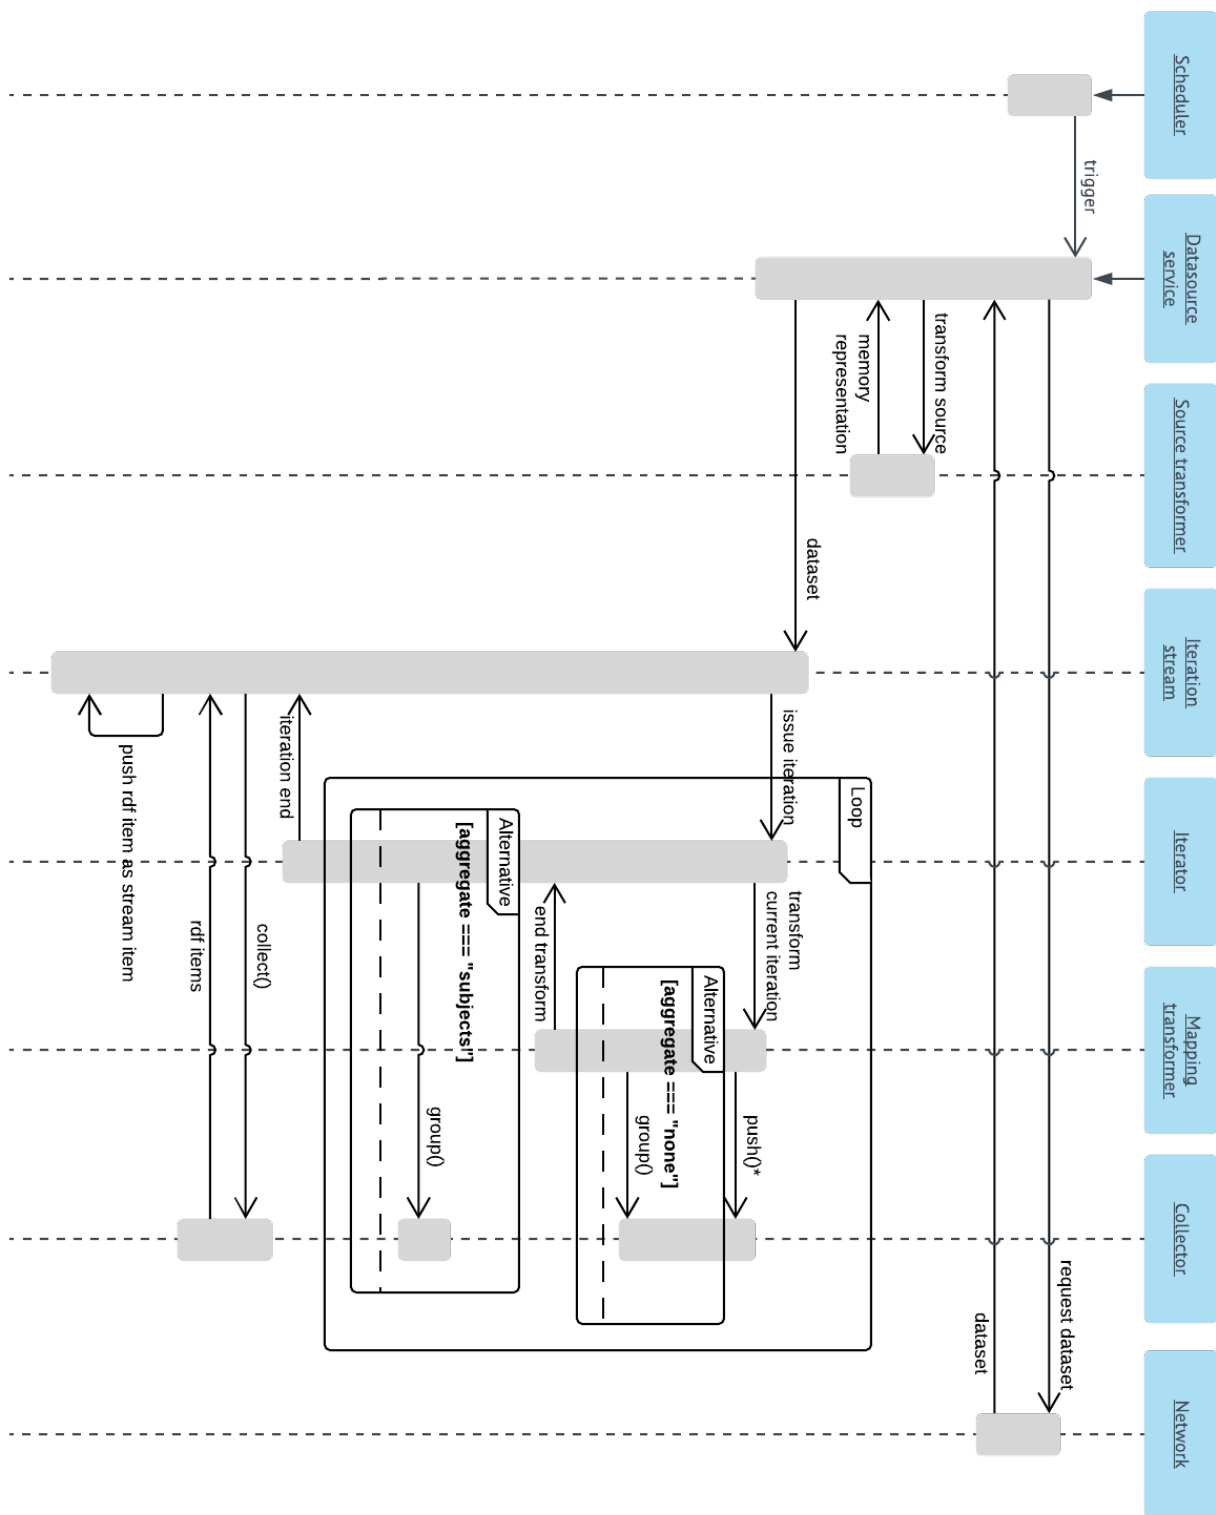 Scheduler
Datasource
service
Source transformer
Iteration
stream
Iterator
Mapping
transformer
Collector
Network
trigger
request dataset
dataset
transform source
memory
representation
dataset
issue iteration
Loop
transform
current iteration
push()*
Alternative
[aggregate === "none"]
group()
end transform
Alternative
[aggregate === "subjects!"]
group()
iteration end
collect()
rdf items
push rdf item as stream item